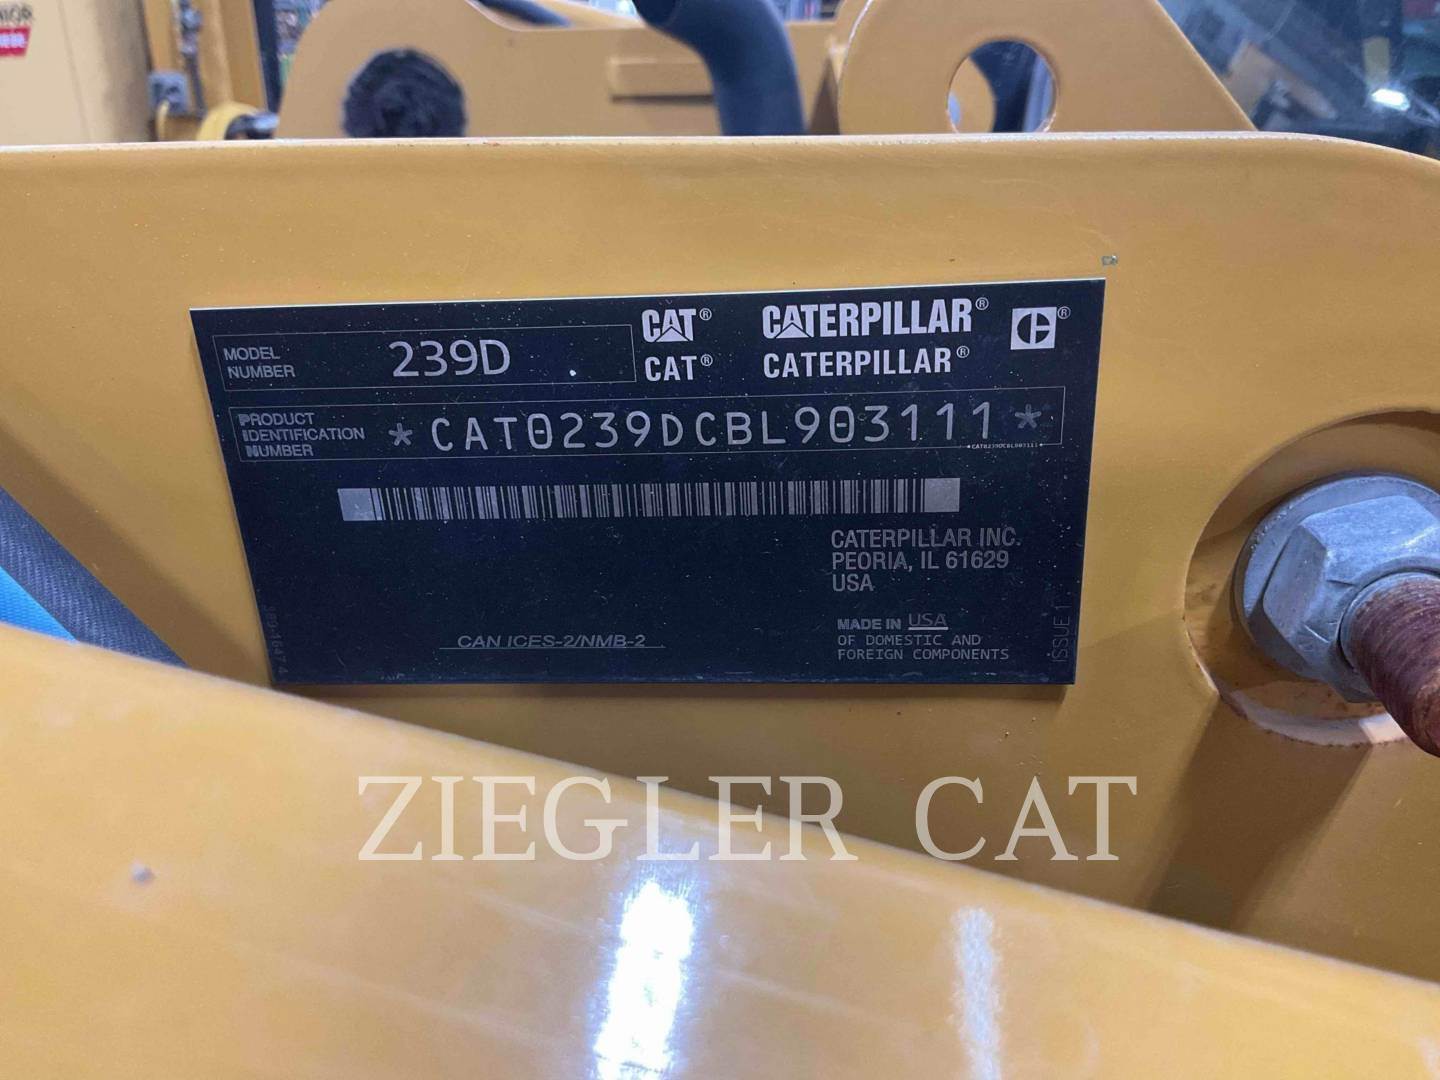 MODEL
NUMBER
239D
CAT®
CAT®
CATERPILLAR®
CATERPILLAR®
PRODUCT
IDENTIFICATION
NUMBER
*CAT0239DCBL903111*
*CAT0239DCBL903111*
CATERPILLAR INC.
PEORIA, IL 61629
USA
MADE IN USA
OF DOMESTIC AND
FOREIGN COMPONENTS
CAN ICES-2/NMB-2
ISSUE 1
ZIEGLER CAT